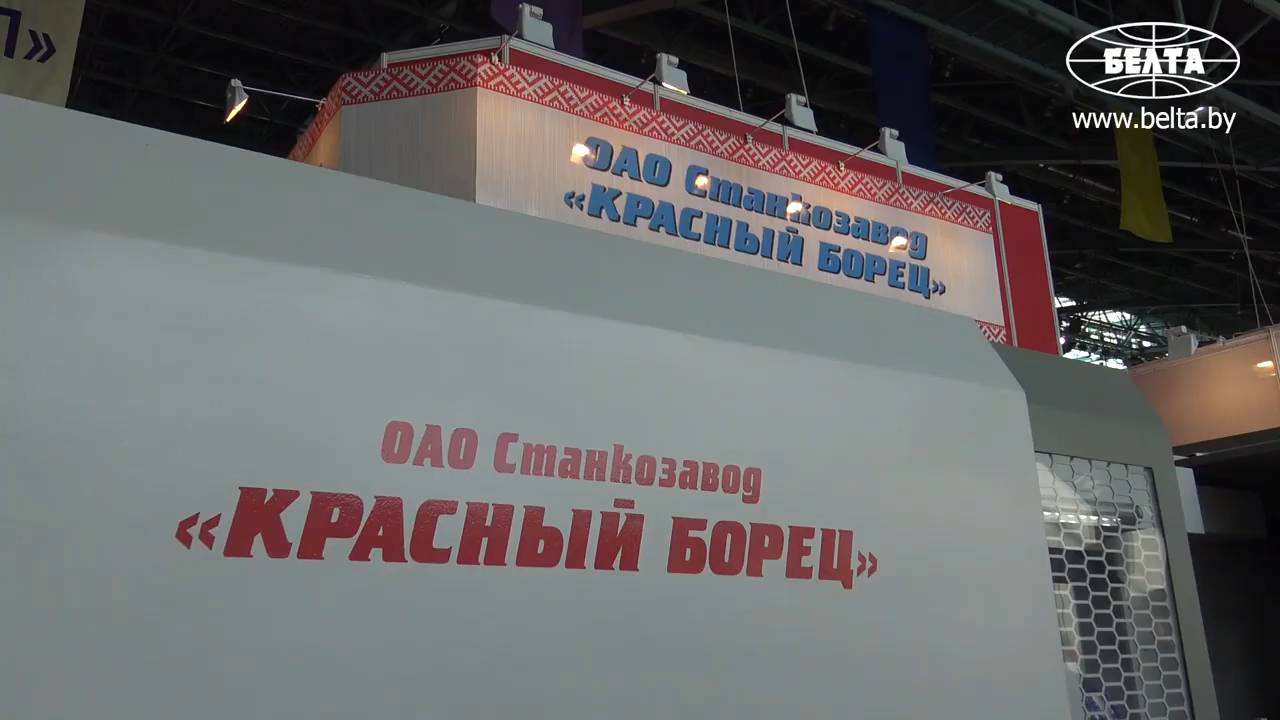 П»
БЕЛТА
www.belta.by
ОАО Станкозавод
«КРАСНЫЙ БОРЕЦ»
ОАО Станкозавод
«КРАСНЫЙ БОРЕЦ»